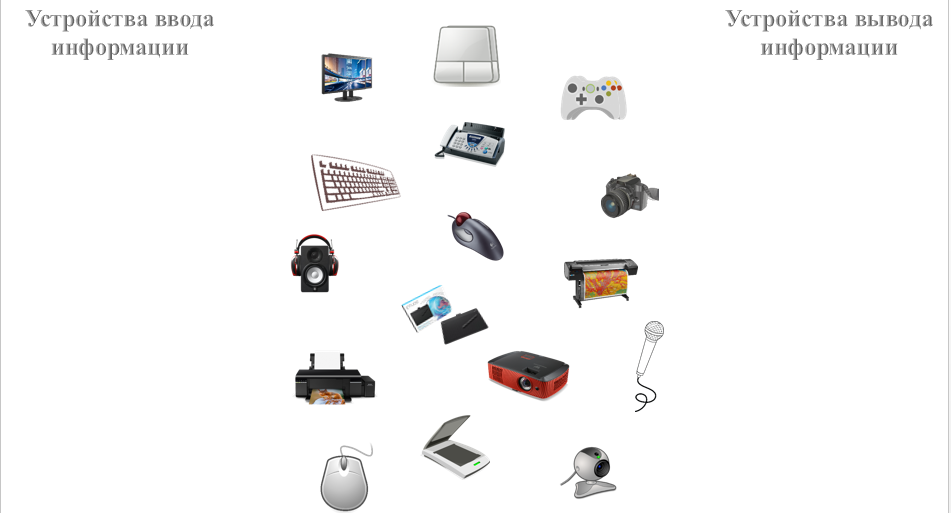 Устройства ввода
информации
Устройства вывода
информации